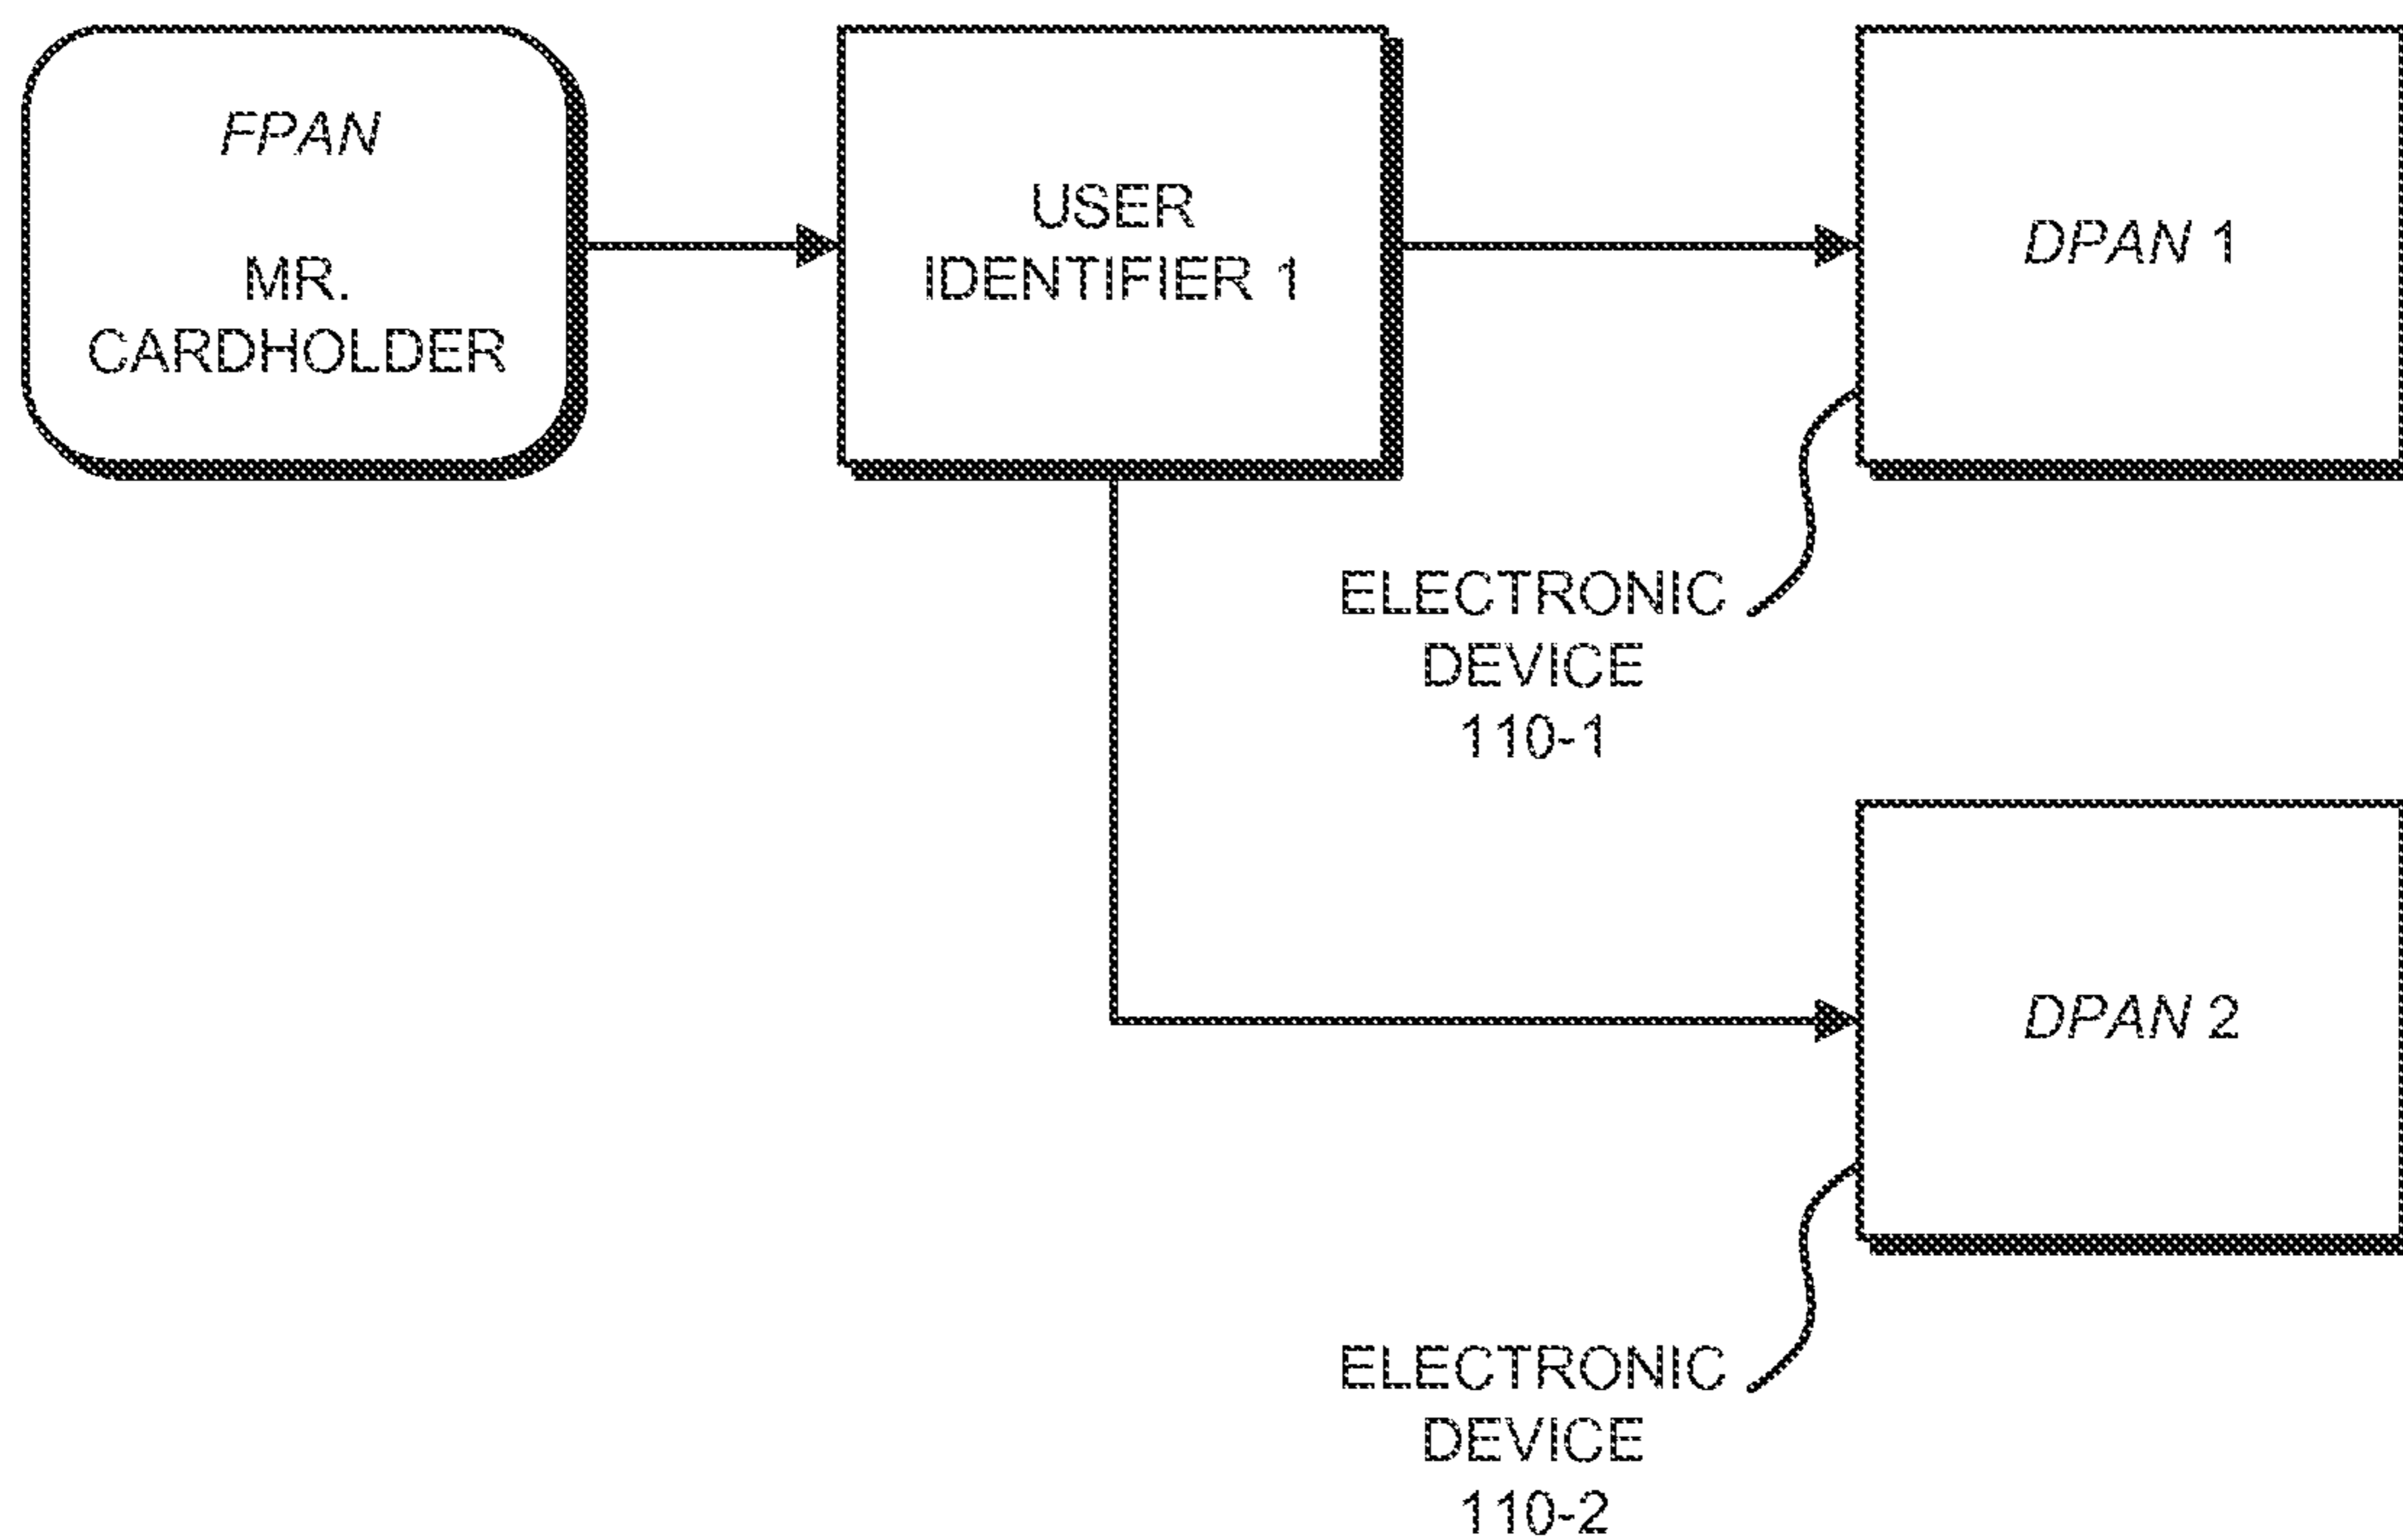 FPAN
MR.
CARDHOLDER
USER
IDENTIFIER 1
DPAN 1
ELECTRONIC
DEVICE
110-1
DPAN 2
ELECTRONIC
DEVICE
110-2